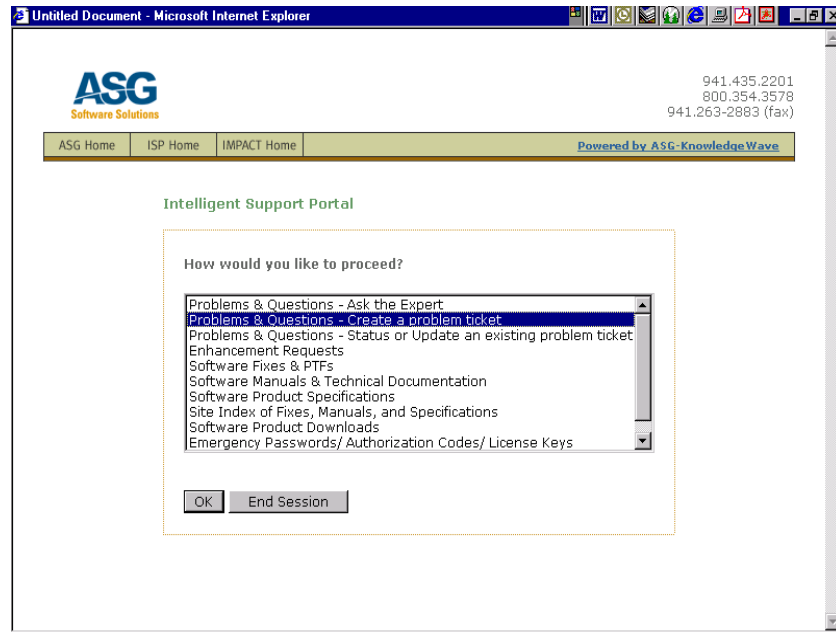 Untitled Document - Microsoft Internet Explorer
ASG
Software Solutions
941.435.2201
800.354.3578
941.263-2883 (fax)
ASG Home ISP Home IMPACT Home Powered by ASG-KnowledgeWave
Intelligent Support Portal
How would you like to proceed?
Problems & Questions - Ask the Expert
Problems & Questions - Create a problem ticket
Problems & Questions - Status or Update an existing problem ticket
Enhancement Requests
Software Fixes & PTFs
Software Manuals & Technical Documentation
Software Product Specifications
Site Index of Fixes, Manuals, and Specifications
Software Product Downloads
Emergency Passwords/ Authorization Codes/ License Keys
OK End Session